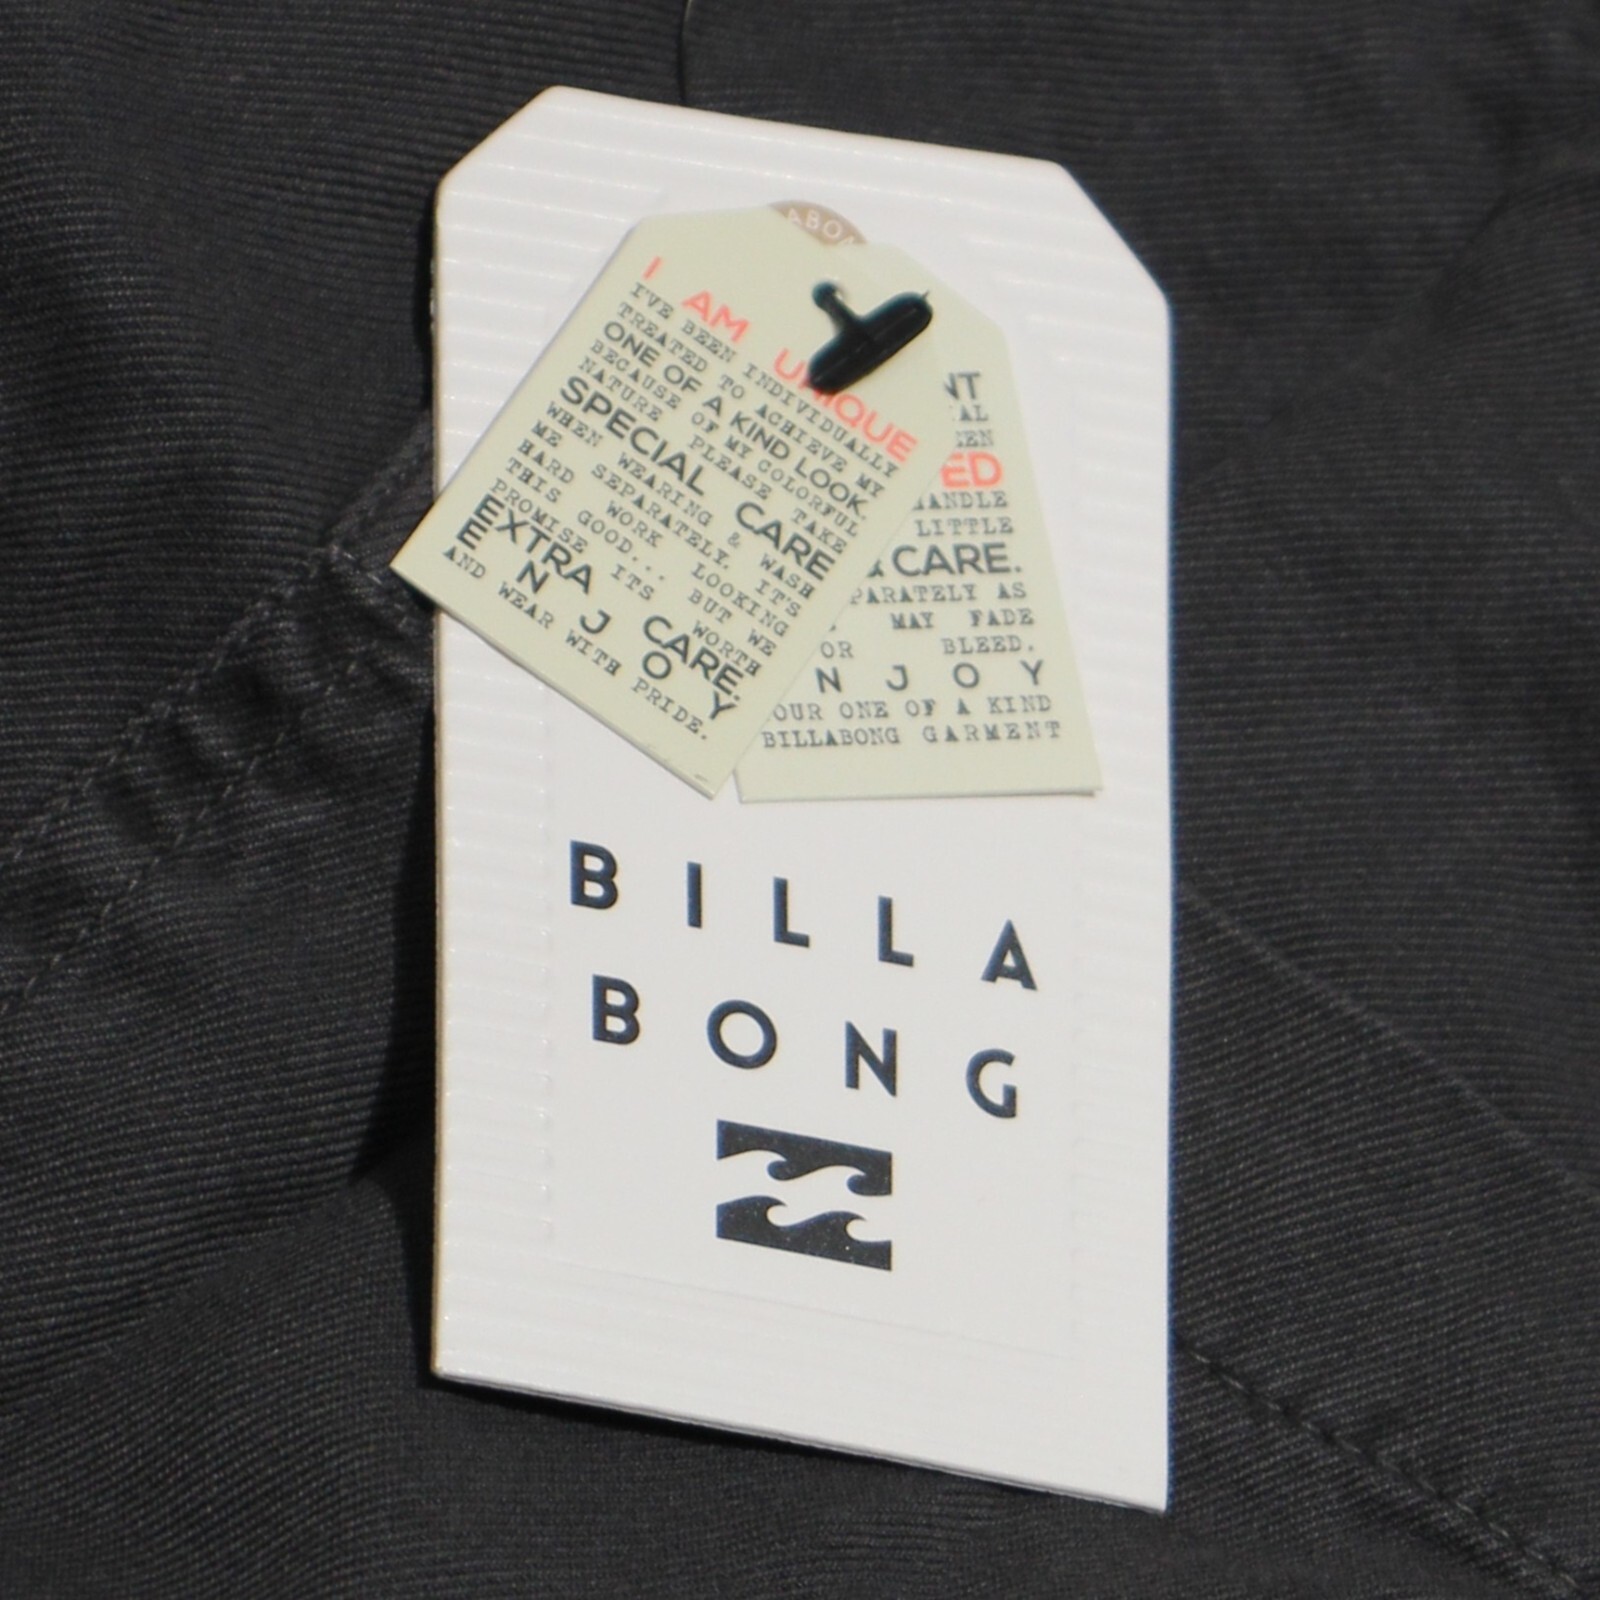 ABO
I AM UNIQUE
I'VE BEEN INDIVIDUALLY
TREATED TO ACHIEVE MY
ONE OF A KIND LOOK.
BECAUSE OF MY COLORFUL
NATURE PLEASE TAKE
SPECIAL CARE
WHEN WEARING & WASH
ME SEPARATELY. IT'S
HARD WORK LOOKING
THIS GOOD... BUT WE
PROMISE ITS WORTH
EXTRA CARE.
E N J O Y
AND WEAR WITH PRIDE.
NT
AL
EN
ED
HANDLE
LITTLE
& CARE.
PARATELY AS
MAY FADE
OR BLEED.
N J O Y
OUR ONE OF A KIND
BILLABONG GARMENT
BILLA
BONG